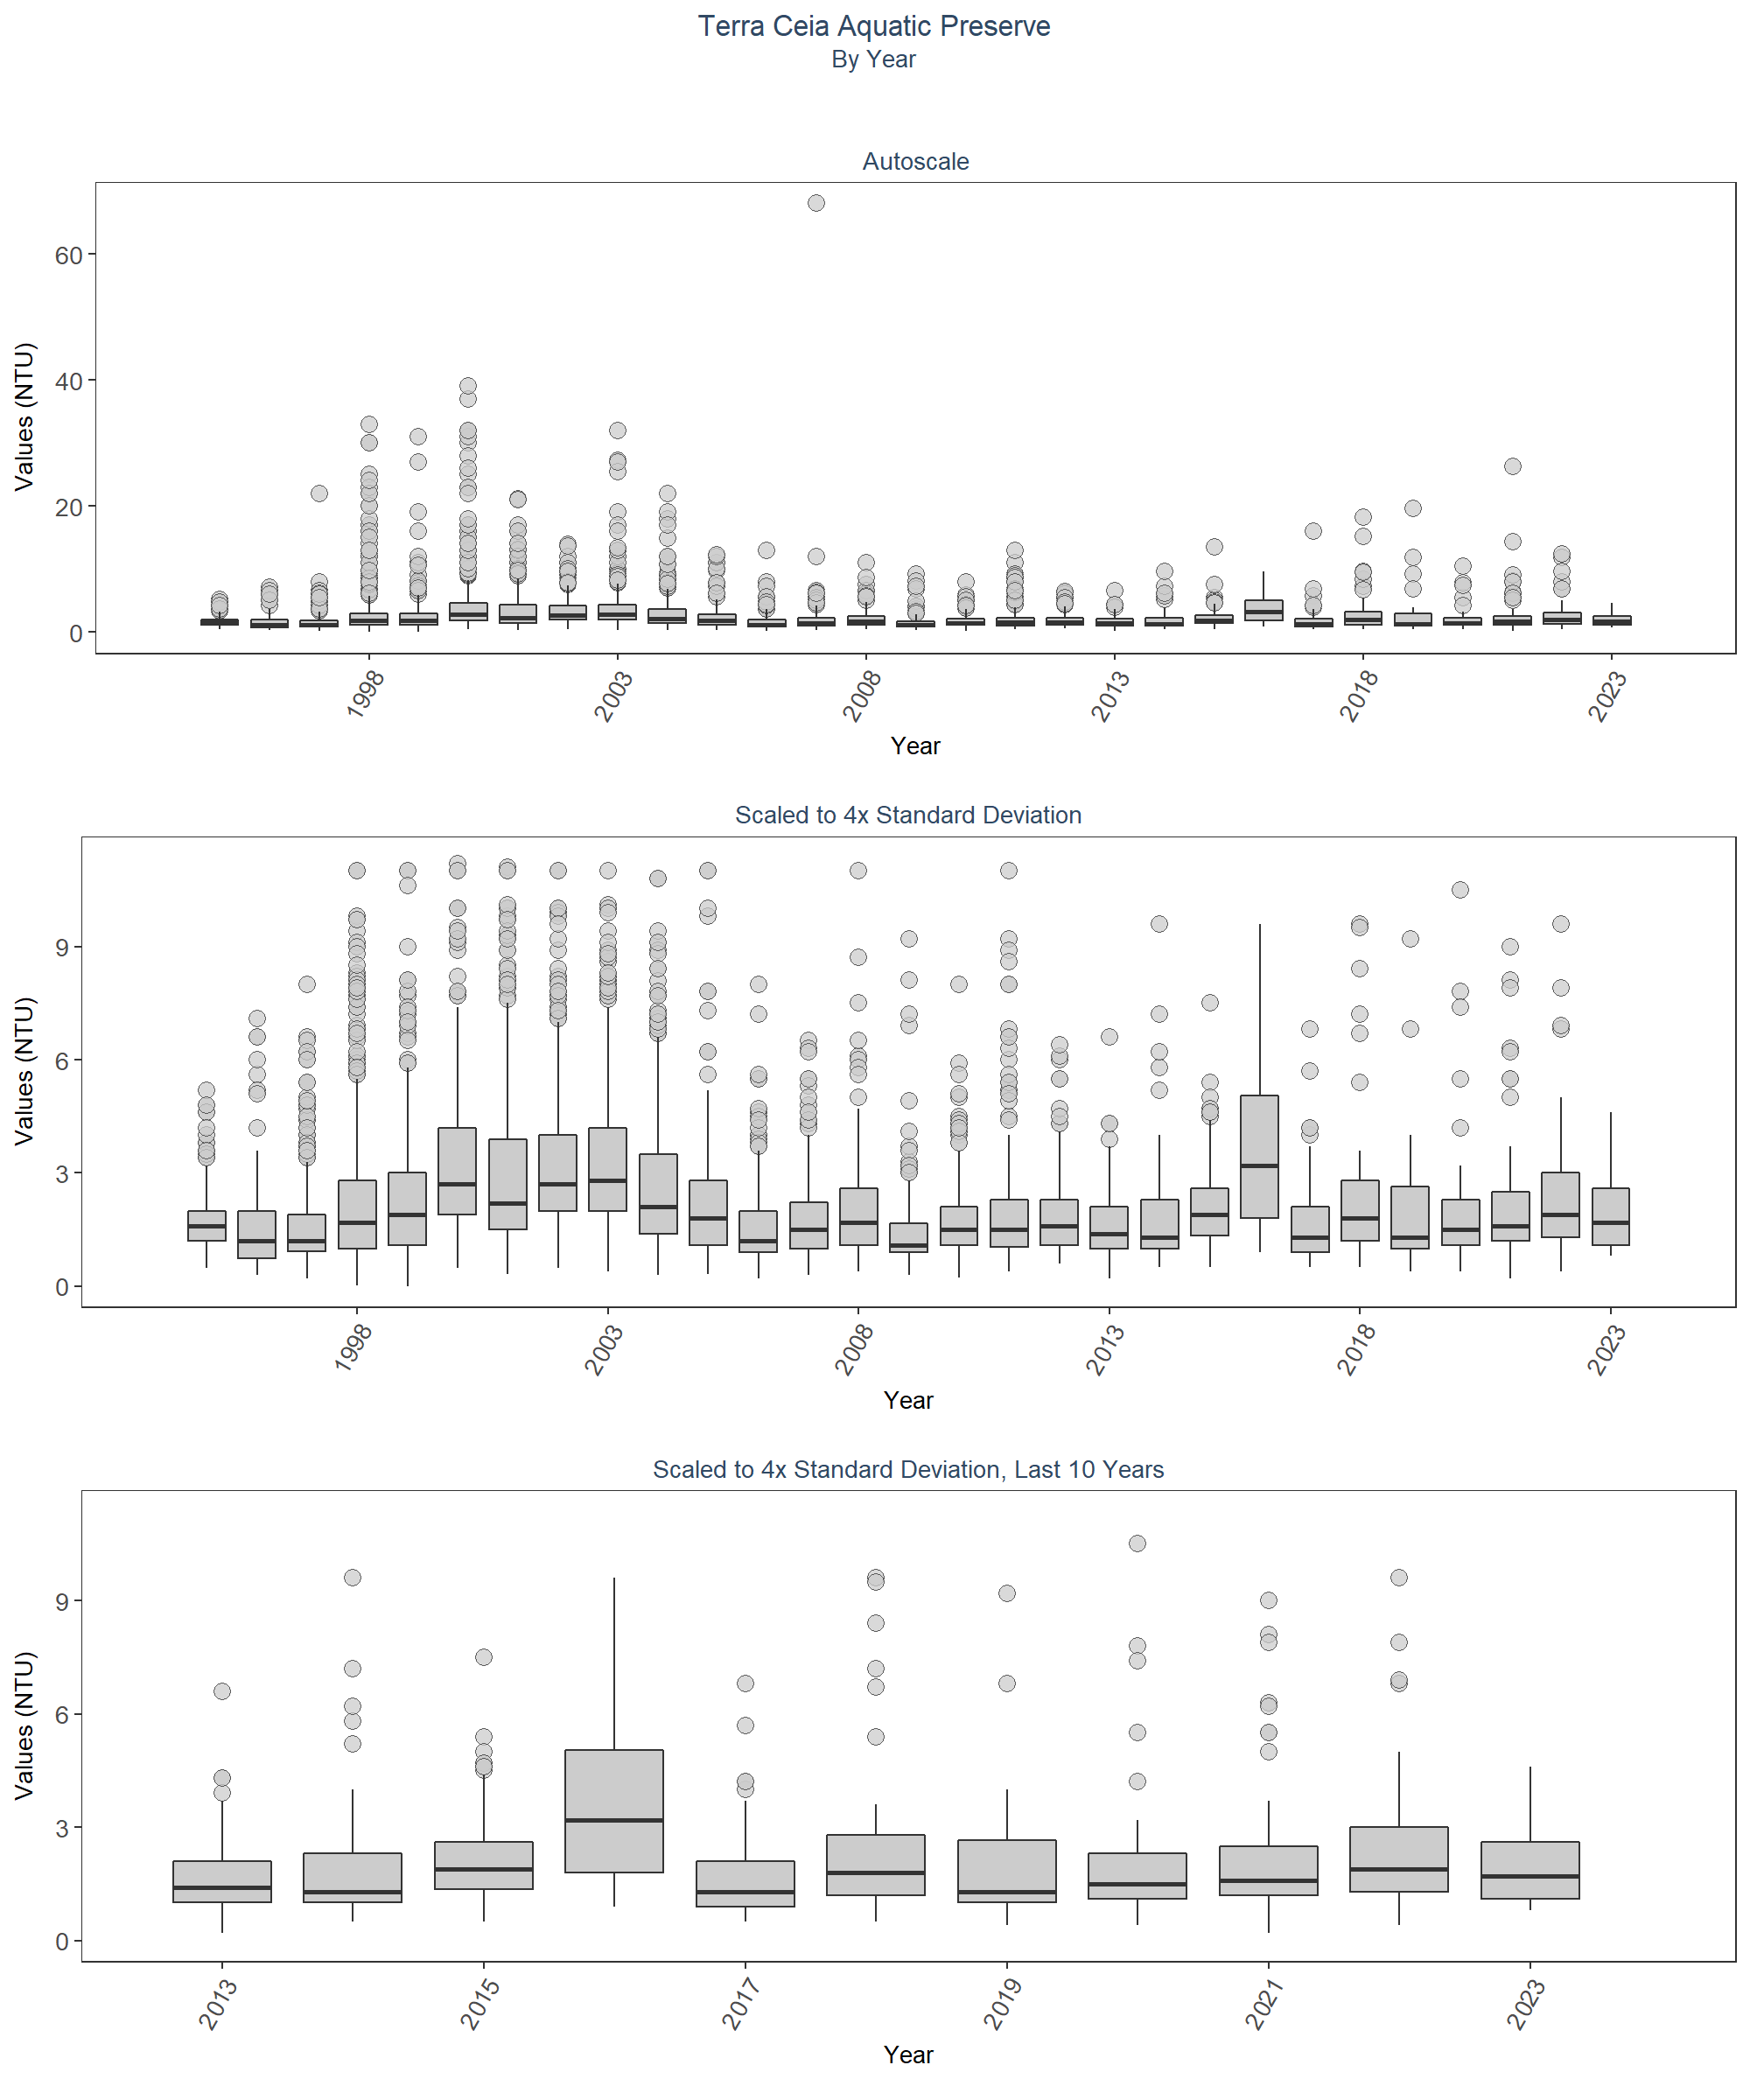 Terra Ceia Aquatic Preserve
By Year
Autoscale
Values (NTU)
60
40
20
0
1998
2003
2008
2013
2018
2023
Year
Scaled to 4x Standard Deviation
Values (NTU)
9
6
3
0
1998
2003
2008
2013
2018
2023
Year
Scaled to 4x Standard Deviation, Last 10 Years
Values (NTU)
9
6
3
0
2013
2015
2017
2019
2021
2023
Year